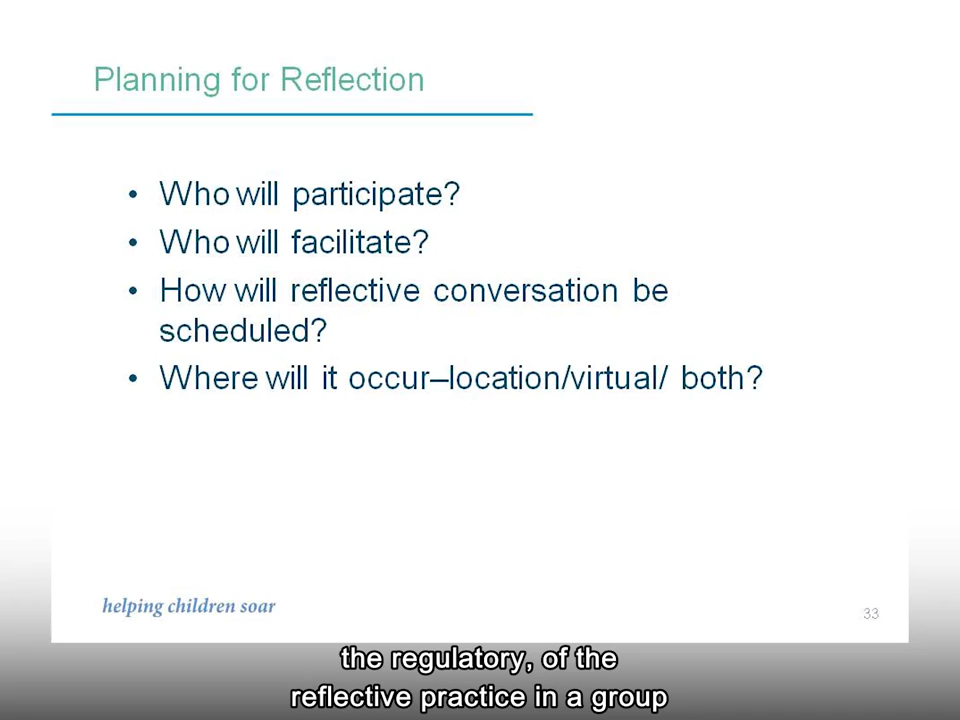 Planning for Reflection
• Who will participate?
• Who will facilitate?
• How will reflective conversation be
scheduled?
• Where will it occur–location/virtual/ both?
helping children soar
33
the regulatory, of the
reflective practice in a group